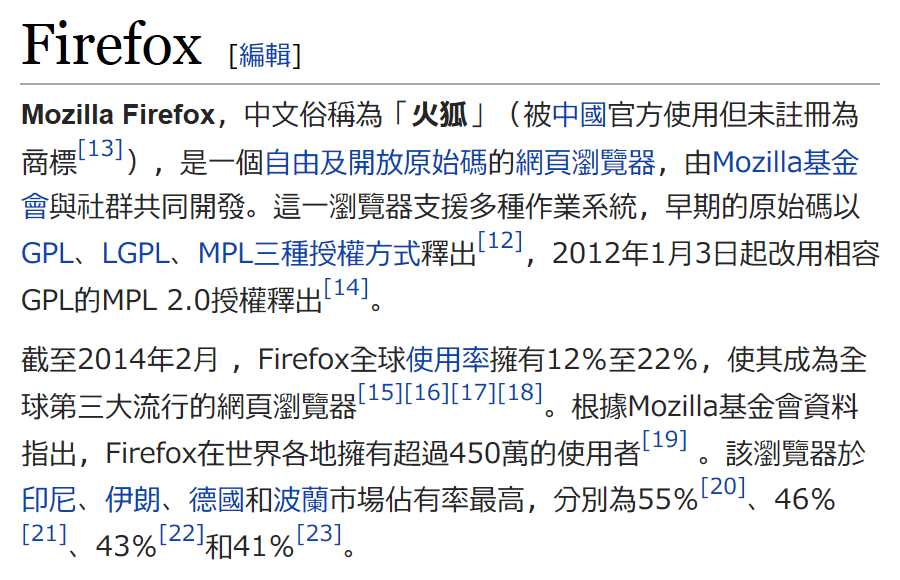 Firefox [編輯]
Mozilla Firefox，中文俗稱為「火狐」（被中國官方使用但未註冊為
商標[13]），是一個自由及開放原始碼的網頁瀏覽器，由Mozilla基金
會與社群共同開發。這一瀏覽器支援多種作業系統，早期的原始碼以
GPL、LGPL、MPL三種授權方式釋出[12]，2012年1月3日起改用相容
GPL的MPL 2.0授權釋出[14]。
截至2014年2月 ，Firefox全球使用率擁有12%至22%，使其成為全
球第三大流行的網頁瀏覽器[15][16][17][18]。根據Mozilla基金會資料
指出，Firefox在世界各地擁有超過450萬的使用者[19] 。該瀏覽器於
印尼、伊朗、德國和波蘭市場佔有率最高，分別為55%[20]、46%
[21]、43%[22]和41%[23]。